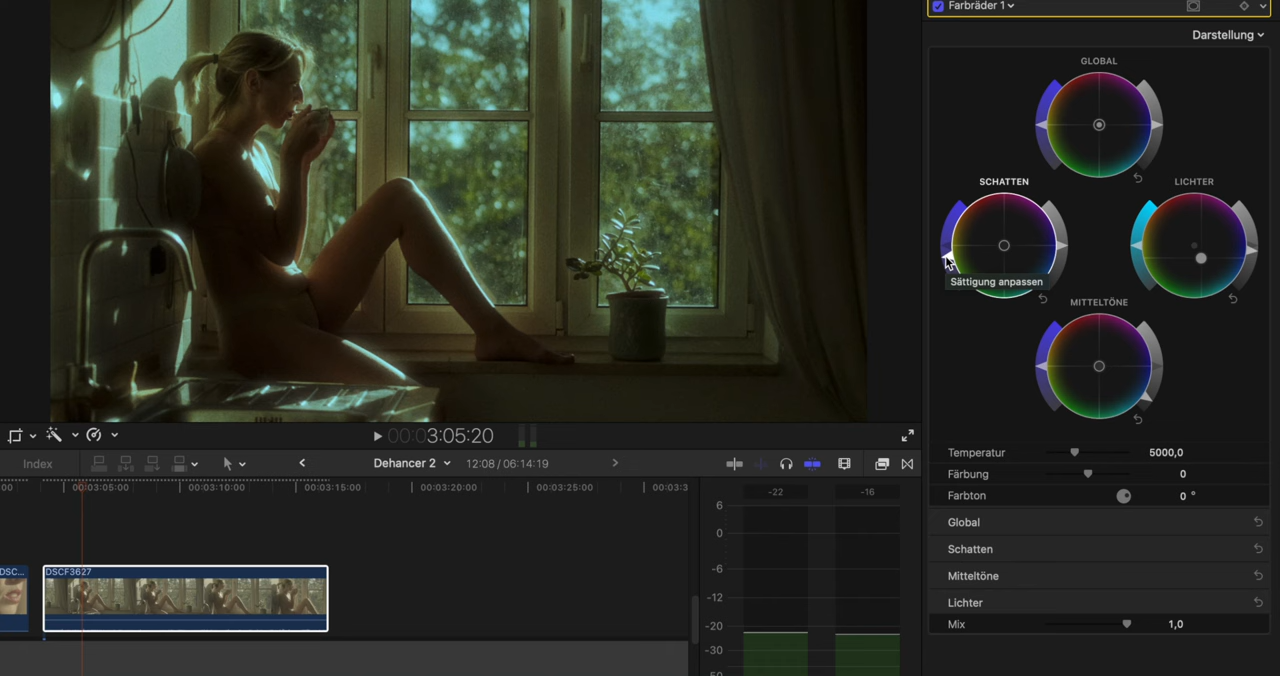 Farbräder 1
Darstellung
GLOBAL
SCHATTEN
LICHTER
Sättigung anpassen
MITTELTÖNE
Temperatur 5000,0
Färbung 0
Farbton 0 °
Global
Schatten
Mitteltöne
Lichter
Mix 1,0
00:03:05:20
Index
Dehancer 2
12:08 / 06:14:19
00
00:03:05:00
00:03:10:00
00:03:15:00
00:03:20:00
00:03:25:00
00:03:3
DSC...
DSCF3627
-22 -16
6
0
-6
-12
-20
-30